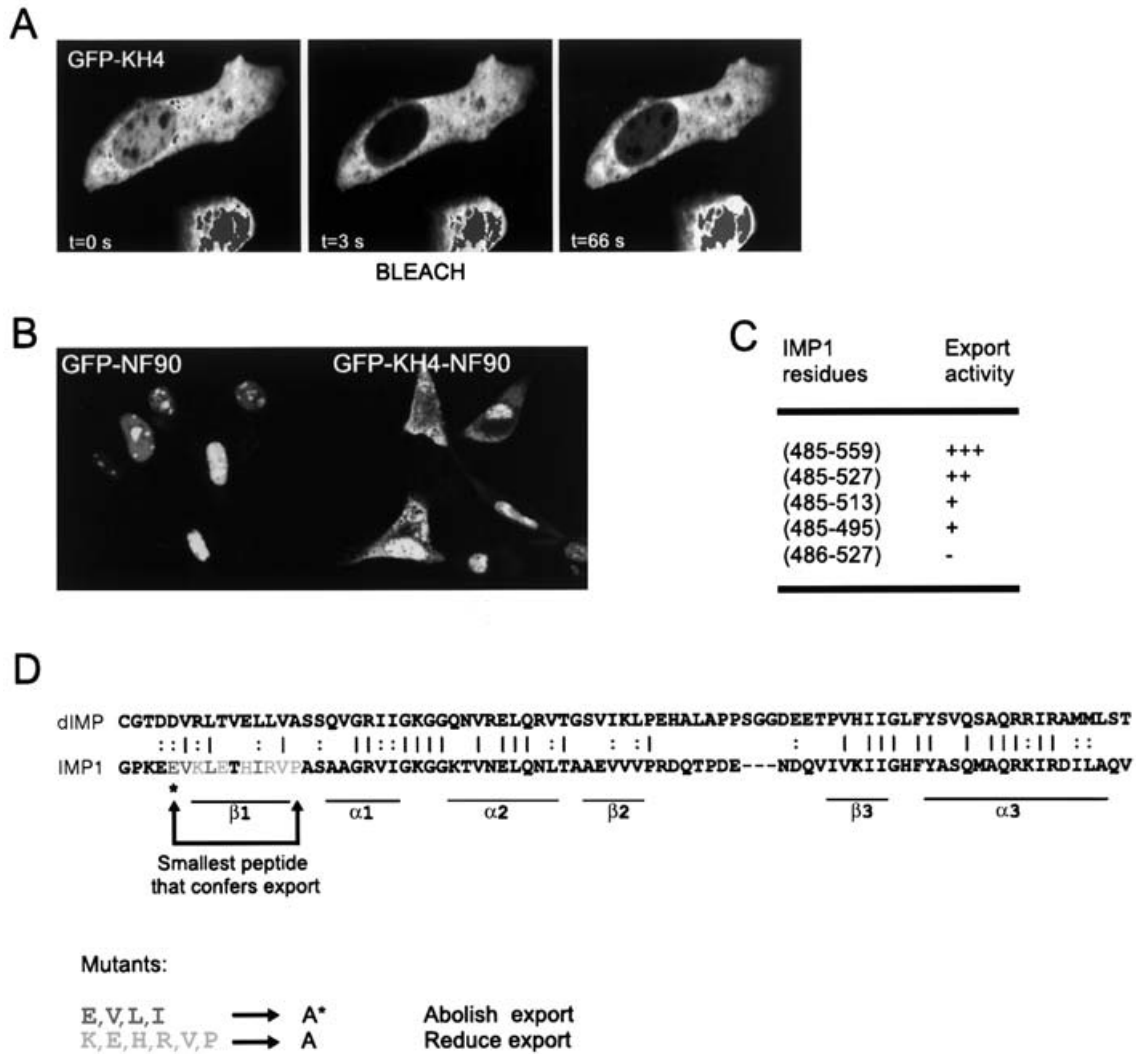 A
GFP-KH4
t=0 s
t=3 s
t=66 s
BLEACH
B
GFP-NF90
GFP-KH4-NF90
C
IMP1 residues Export activity
(485-559) +++
(485-527) ++
(485-513) +
(485-495) +
(486-527) -
D
dIMP CGTDDVRLTVELLVASSQVGRIIGKGGQNVRELQRVTGSVIKLPEHALAPPSGGDEETPVHIIGLFYSVQSAQRRIRAMMLST
IMP1 GPKEEVKLETHIRVPASAAGRVIGKGGKTVNELQNLTAAEVVVPRDQTPDE---NDQVIVKIIGHFYASQMAQRKIRDILAQV
*
β1 α1 α2 β2 β3 α3
Smallest peptide
that confers export
Mutants:
E,V,L,I → A* Abolish export
K,E,H,R,V,P → A Reduce export